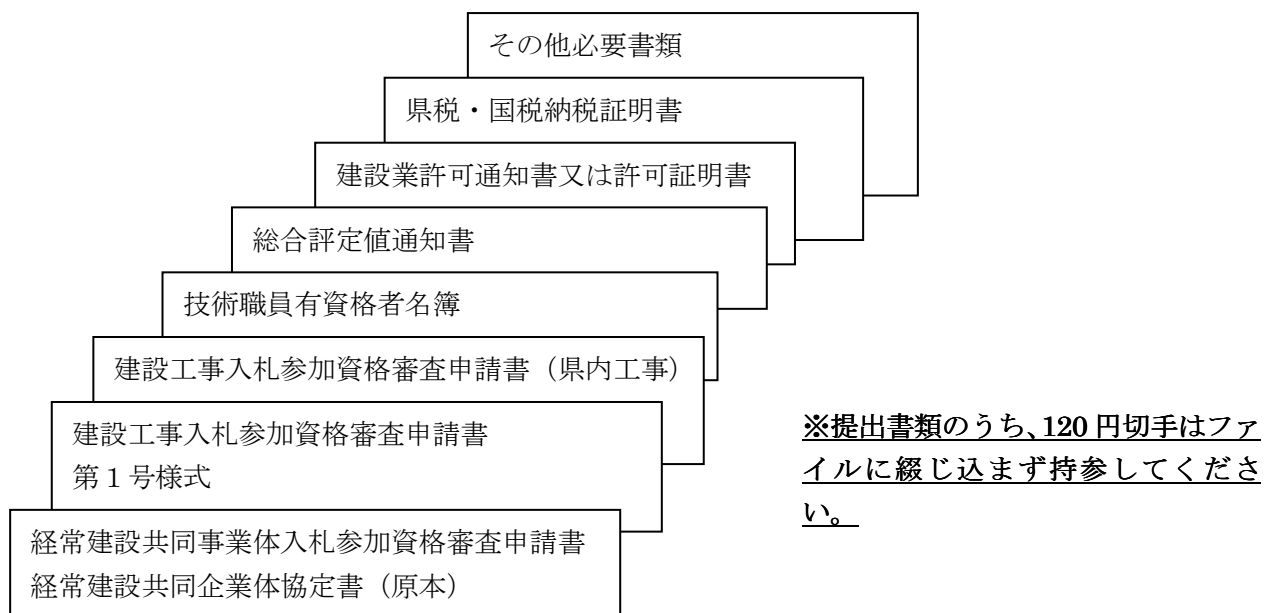 その他必要書類
県税・国税納税証明書
建設業許可通知書又は許可証明書
総合評定値通知書
技術職員有資格者名簿
建設工事入札参加資格審査申請書（県内工事）
建設工事入札参加資格審査申請書
第１号様式
経常建設共同事業体入札参加資格審査申請書
経常建設共同企業体協定書（原本）
※提出書類のうち、120 円切手はファ
イルに綴じ込まず持参してくださ
い。